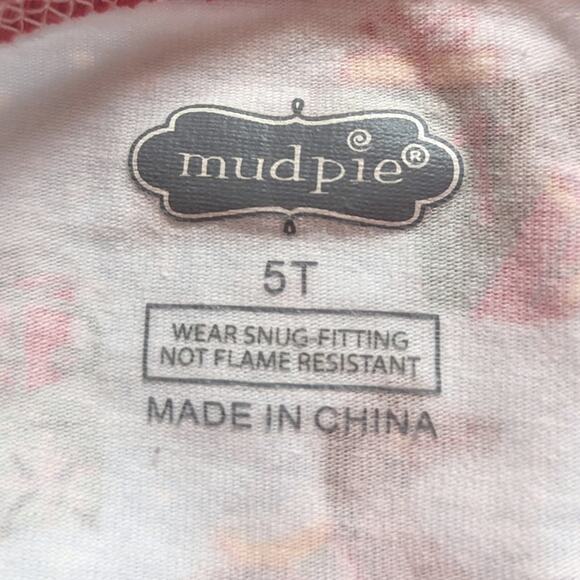 mudpie®
5T
WEAR SNUG-FITTING
NOT FLAME RESISTANT
MADE IN CHINA